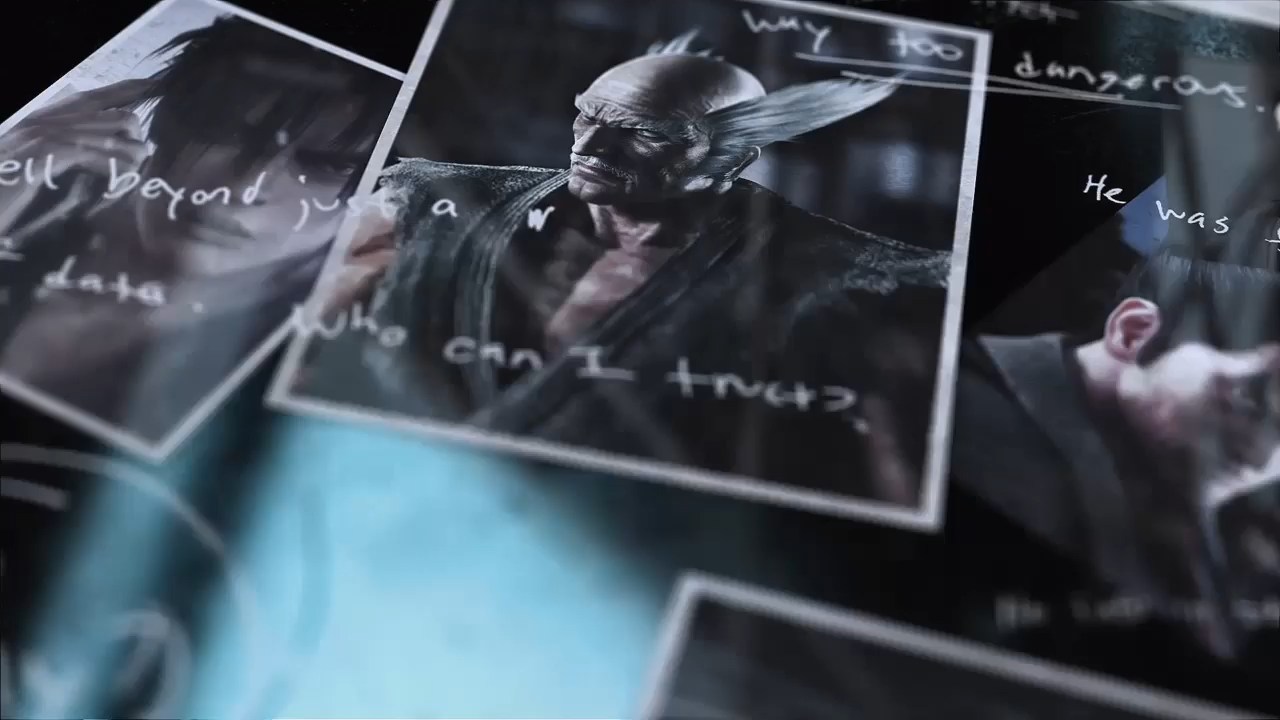 Way too dangerous.
He was
ell beyond just a w
data.
Who can I trust?